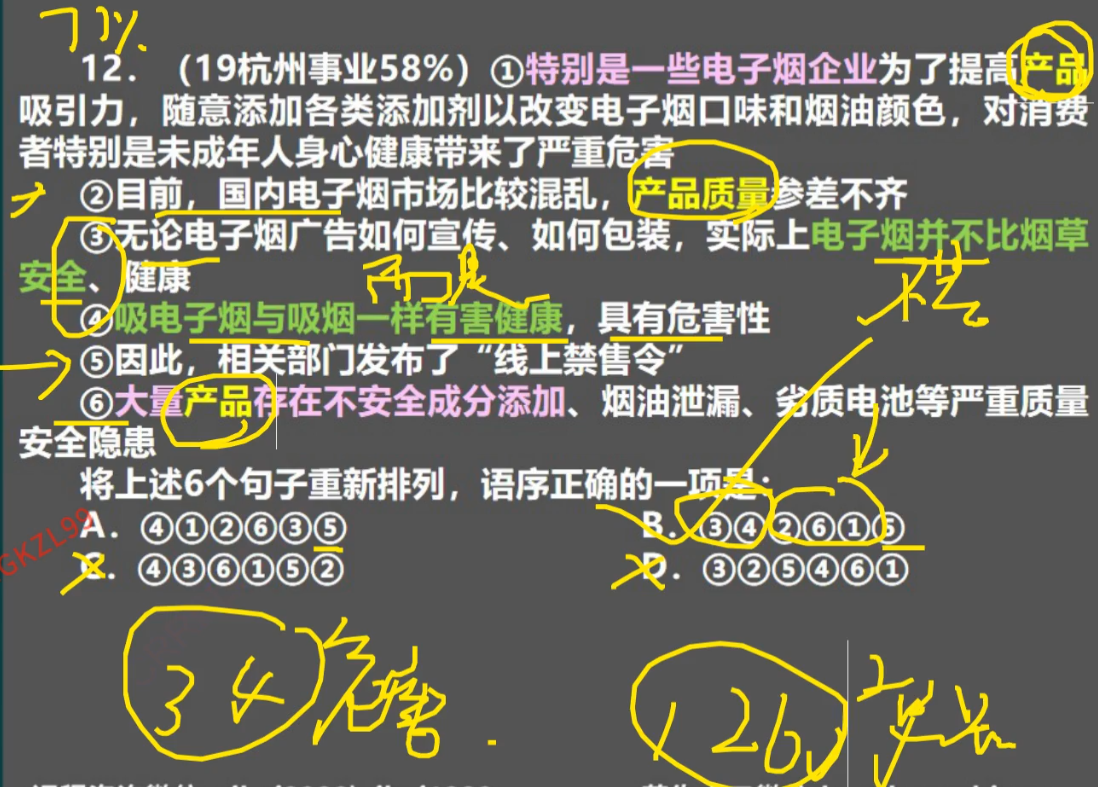 71%.
12. （19杭州事业58%）①特别是一些电子烟企业为了提高产品
吸引力，随意添加各类添加剂以改变电子烟口味和烟油颜色，对消费
者特别是未成年人身心健康带来了严重危害
②目前，国内电子烟市场比较混乱，产品质量参差不齐
③无论电子烟广告如何宣传、如何包装，实际上电子烟并不比烟草
安全、健康
④吸电子烟与吸烟一样有害健康，具有危害性
⑤因此，相关部门发布了“线上禁售令”
⑥大量产品存在不安全成分添加、烟油泄漏、劣质电池等严重质量
安全隐患
将上述6个句子重新排列，语序正确的一项是：
A. ④①②⑥③⑤
B. ③④②⑥①⑤
C. ④③⑥①⑤②
D. ③②⑤④⑥①
GKZL99
34 危害.
126